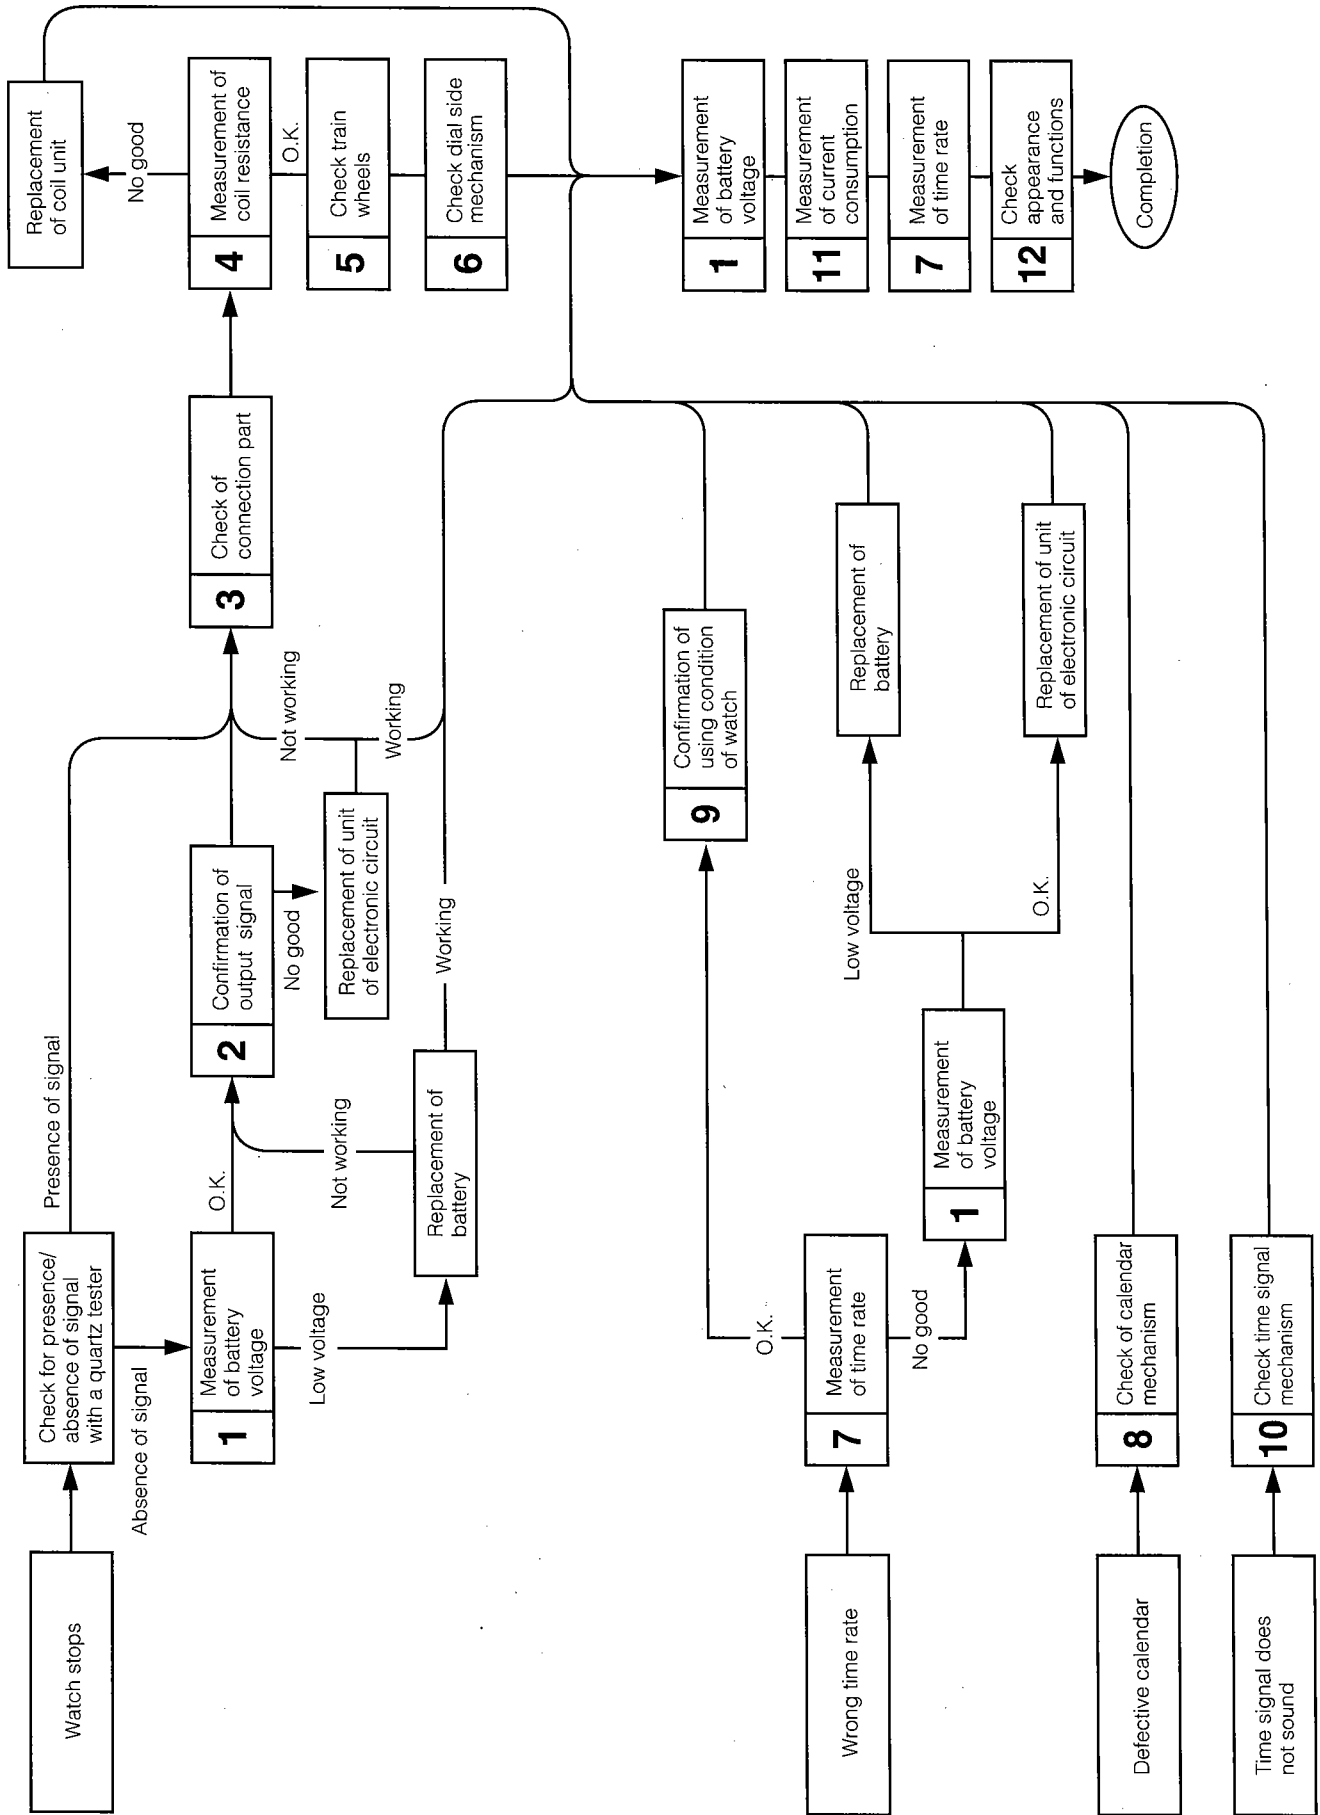 Watch stops
Check for presence/
absence of signal
with a quartz tester
Presence of signal
Absence of signal
1
Measurement
of battery
voltage
O.K.
Low voltage
Not working
Replacement of
battery
Working
2
Confirmation of
output signal
No good
Replacement of unit
of electronic circuit
Not working
Working
3
Check of
connection part
4
Measurement of
coil resistance
No good
Replacement
of coil unit
O.K.
5
Check train
wheels
6
Check dial side
mechanism
Wrong time rate
7
Measurement
of time rate
O.K.
No good
9
Confirmation of
using condition
of watch
1
Measurement
of battery
voltage
Low voltage
O.K.
Replacement of
battery
Replacement of unit
of electronic circuit
Defective calendar
8
Check of calendar
mechanism
Time signal does
not sound
10
Check time signal
mechanism
1
Measurement
of battery
voltage
11
Measurement
of current
consumption
7
Measurement
of time rate
12
Check
appearance
and functions
Completion